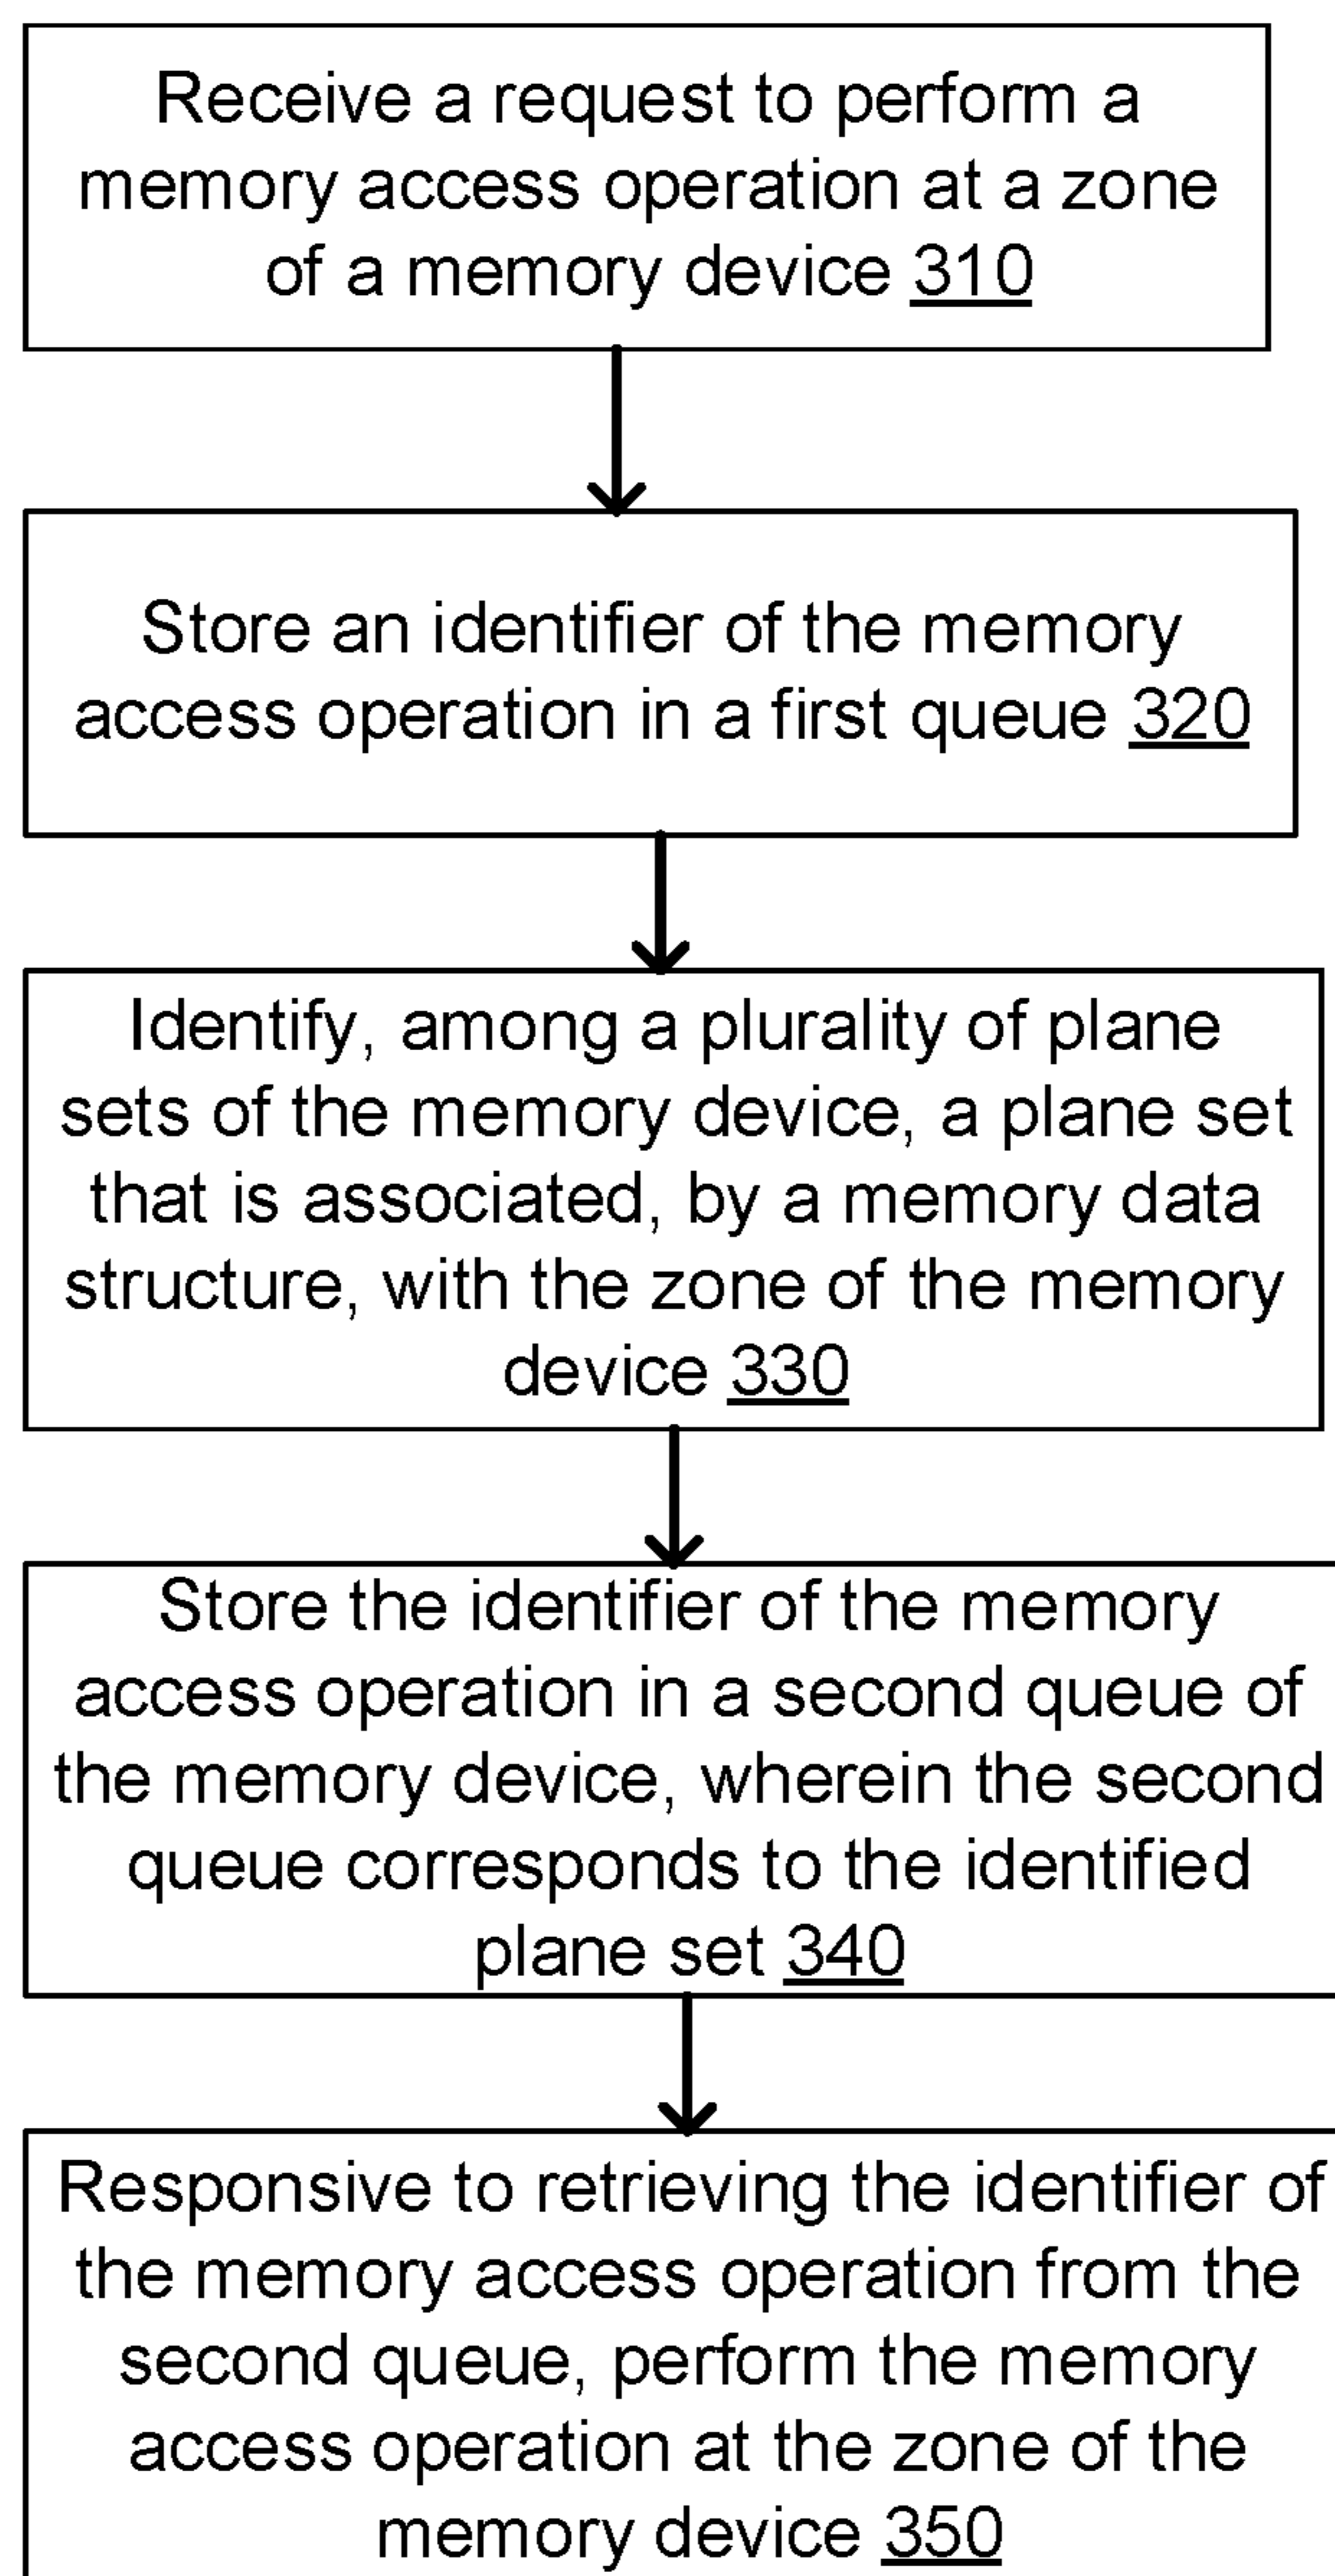 Receive a request to perform a
memory access operation at a zone
of a memory device 310
Store an identifier of the memory
access operation in a first queue 320
Identify, among a plurality of plane
sets of the memory device, a plane set
that is associated, by a memory data
structure, with the zone of the memory
device 330
Store the identifier of the memory
access operation in a second queue of
the memory device, wherein the second
queue corresponds to the identified
plane set 340
Responsive to retrieving the identifier of
the memory access operation from the
second queue, perform the memory
access operation at the zone of the
memory device 350